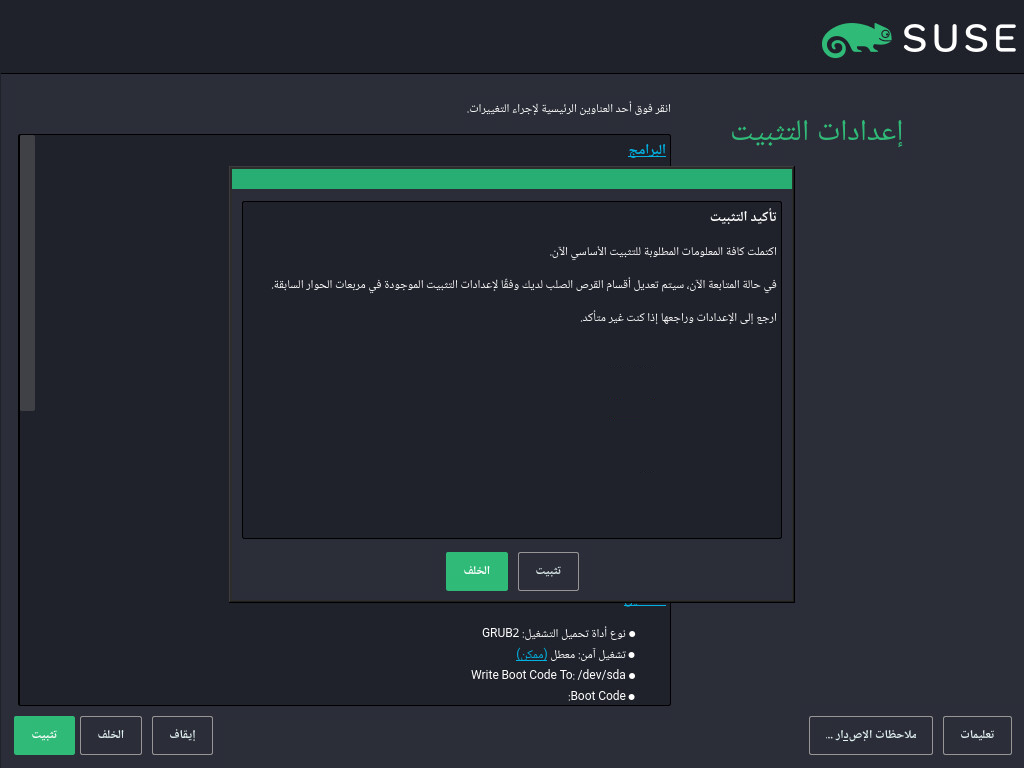 SUSE
إعدادات التثبيت
انقر فوق أحد العناوين الرئيسية لإجراء التغييرات.
البرامج
تأكيد التثبيت
اكتملت كافة المعلومات المطلوبة للتثبيت الأساسي الآن.
في حالة المتابعة الآن، سيتم تعديل أقسام القرص الصلب لديك وفقًا لإعدادات التثبيت الموجودة في مربعات الحوار السابقة.
ارجع إلى الإعدادات وراجعها إذا كنت غير متأكد.
تثبيت
الخلف
● نوع أداة تحميل التشغيل: GRUB2
● تشغيل آمن: معطل (ممكن)
● Write Boot Code To: /dev/sda
● Boot Code:
تعليمات
ملاحظات الإصدار ...
إيقاف
الخلف
تثبيت